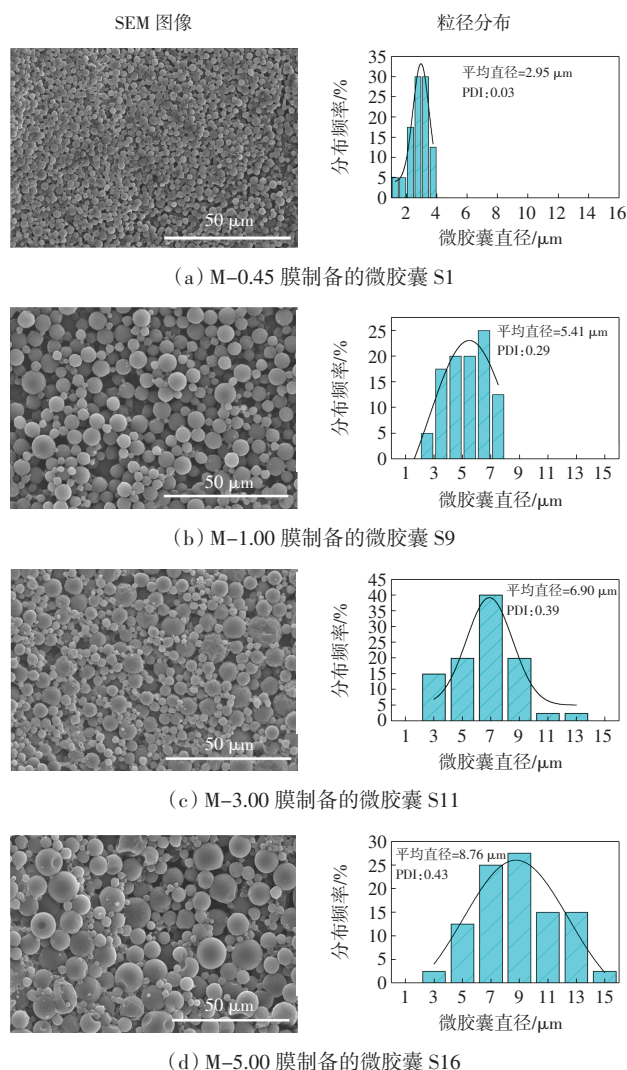 SEM 图像
粒径分布
50 μm
分布频率/%
35
30
25
20
15
10
5
0
平均直径=2.95 μm
PDI:0.03
2 4 6 8 10 12 14 16
微胶囊直径/μm
(a) M-0.45 膜制备的微胶囊 S1
50 μm
分布频率/%
25
20
15
10
5
0
平均直径=5.41 μm
PDI:0.29
1 3 5 7 9 11 13 15
微胶囊直径/μm
(b) M-1.00 膜制备的微胶囊 S9
50 μm
分布频率/%
45
40
35
30
25
20
15
10
5
0
平均直径=6.90 μm
PDI:0.39
1 3 5 7 9 11 13 15
微胶囊直径/μm
(c) M-3.00 膜制备的微胶囊 S11
50 μm
分布频率/%
30
25
20
15
10
5
0
平均直径=8.76 μm
PDI:0.43
1 3 5 7 9 11 13 15
微胶囊直径/μm
(d) M-5.00 膜制备的微胶囊 S16